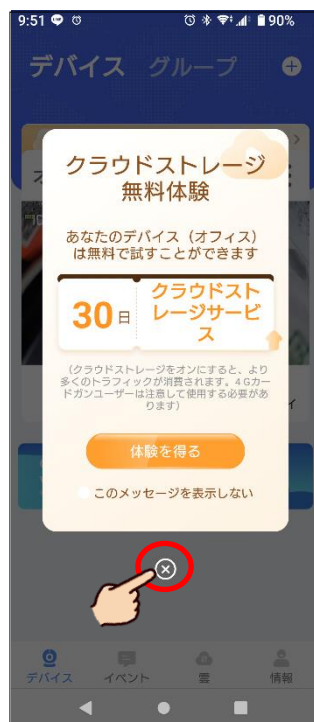 9:51
90%
デバイス グループ
クラウドストレージ
無料体験
あなたのデバイス（オフィス）
は無料で試すことができます
30日
クラウドスト
レージサービ
ス
（クラウドストレージをオンにすると、より
多くのトラフィックが消費されます。4Gカー
ドガンユーザーは注意して使用する必要があ
ります）
体験を得る
このメッセージを表示しない
デバイス イベント 雲 情報